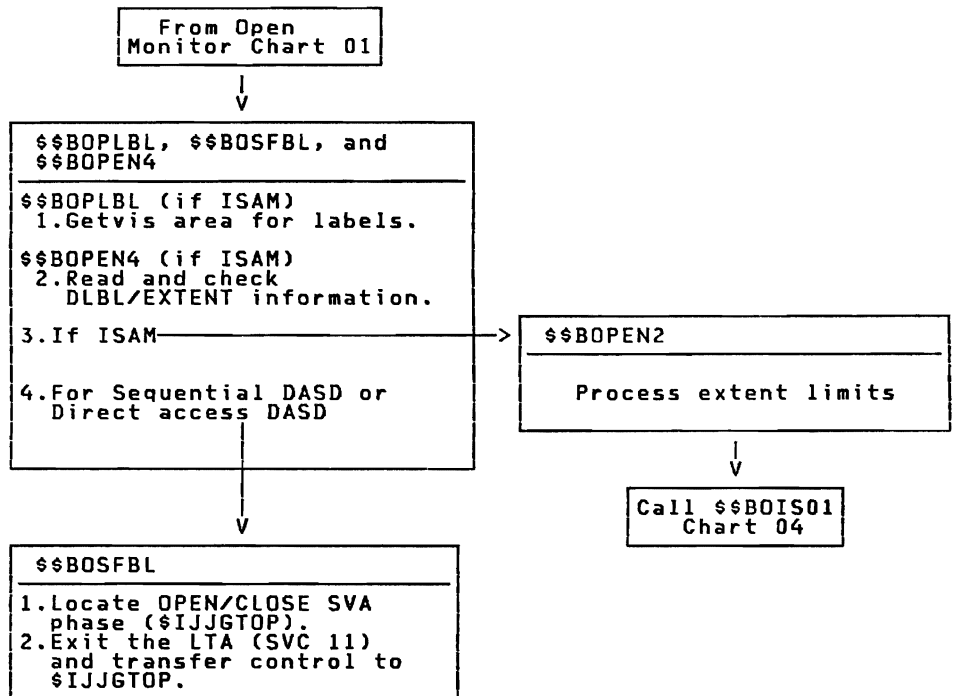 From Open
Monitor Chart 01
$$BOPLBL, $$BOSFBL, and
$$BOPEN4
$$BOPLBL (if ISAM)
1.Getvis area for labels.
$$BOPEN4 (if ISAM)
2.Read and check
DLBL/EXTENT information.
3.If ISAM
4.For Sequential DASD or
Direct access DASD
$$BOPEN2
Process extent limits
Call $$BOIS01
Chart 04
$$BOSFBL
1.Locate OPEN/CLOSE SVA
phase ($IJJGTOP).
2.Exit the LTA (SVC 11)
and transfer control to
$IJJGTOP.